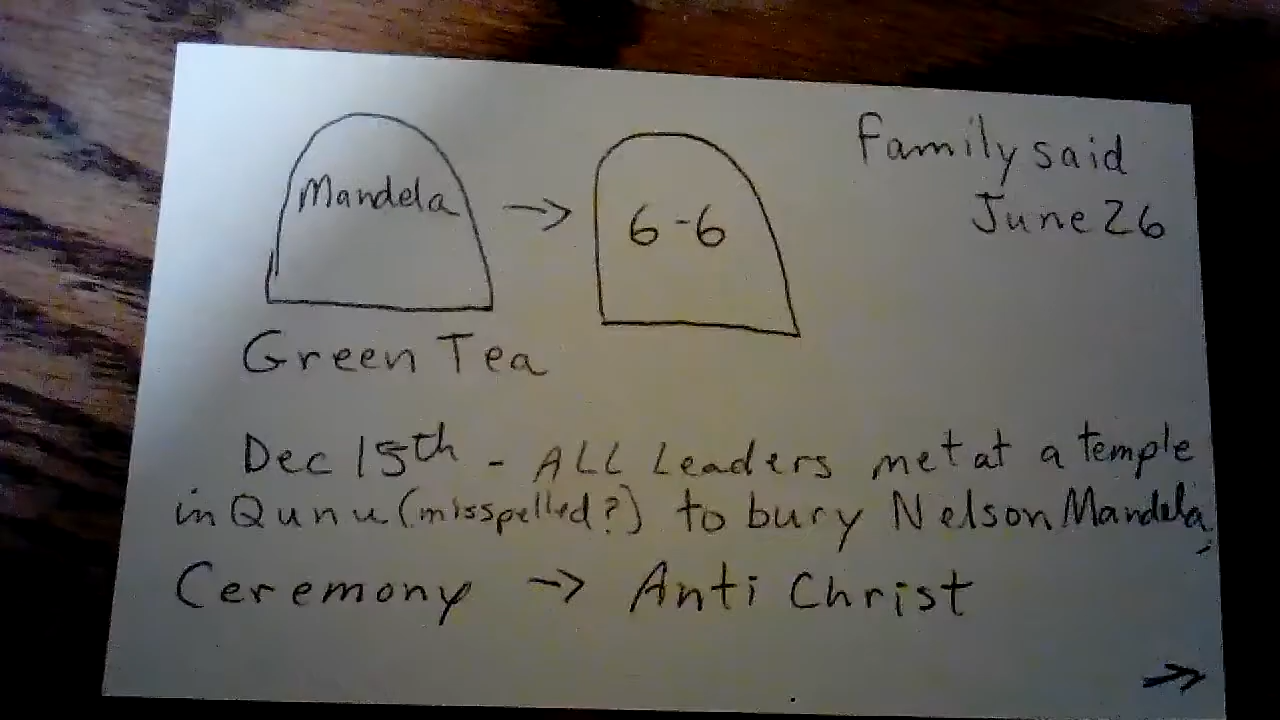 Family said
June 26
Mandela → 6-6
Green Tea
Dec 15th - ALL Leaders met at a temple
in Qunu (misspelled?) to bury Nelson Mandela,
Ceremony → Anti Christ
→